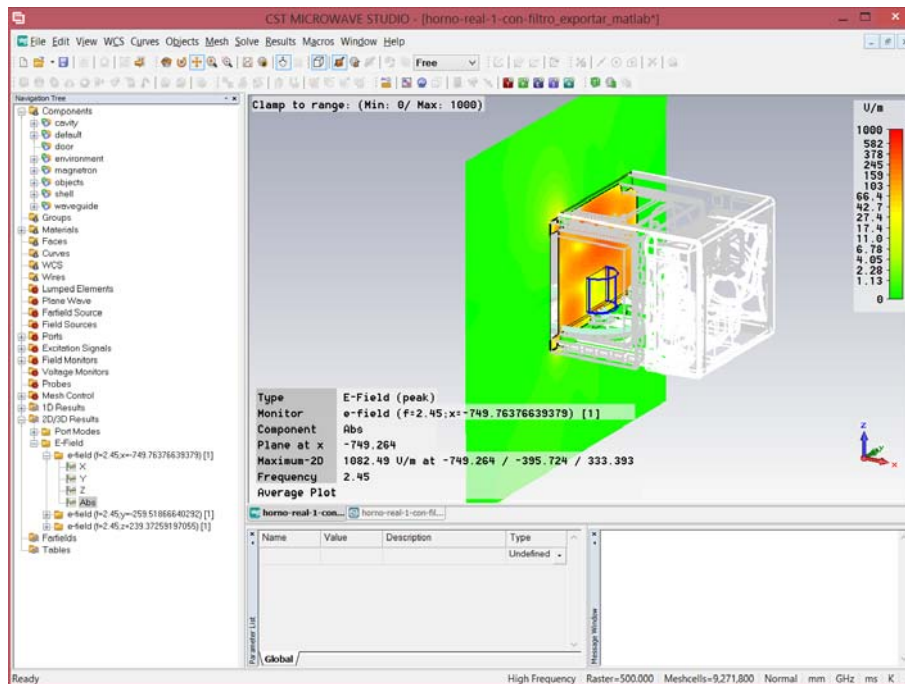 CST MICROWAVE STUDIO - [horno-real-1-con-filtro_exportar_matlab*]
File Edit View WCS Curves Objects Mesh Solve Results Macros Window Help
Free
Navigation Tree
Components
cavity
default
door
environment
magnetron
objects
shell
waveguide
Groups
Materials
Faces
Curves
WCS
Wires
Lumped Elements
Plane Wave
Farfield Source
Field Sources
Ports
Excitation Signals
Field Monitors
Voltage Monitors
Probes
Mesh Control
1D Results
2D/3D Results
Port Modes
E-Field
e-field (f=2.45;x=-749.76376639379) [1]
X
Y
Z
Abs
e-field (f=2.45;y=-259.51866640292) [1]
e-field (f=2.45;z=239.37259197055) [1]
Farfields
Tables
Clamp to range: (Min: 0/ Max: 1000)
V/m
1000
582
378
245
159
103
66.4
42.7
27.4
17.4
11.0
6.78
4.05
2.28
1.13
0
Type E-Field (peak)
Monitor e-field (f=2.45;x=-749.76376639379) [1]
Component Abs
Plane at x -749.264
Maximum-2D 1082.49 V/m at -749.264 / -395.724 / 333.393
Frequency 2.45
Average Plot
z
x
horno-real-1-con... horno-real-1-con-fil...
Name Value Description Type
Undefined
Parameter List
Global
Message Window
Ready High Frequency Raster=500.000 Meshcells=9,271,800 Normal mm GHz ms K